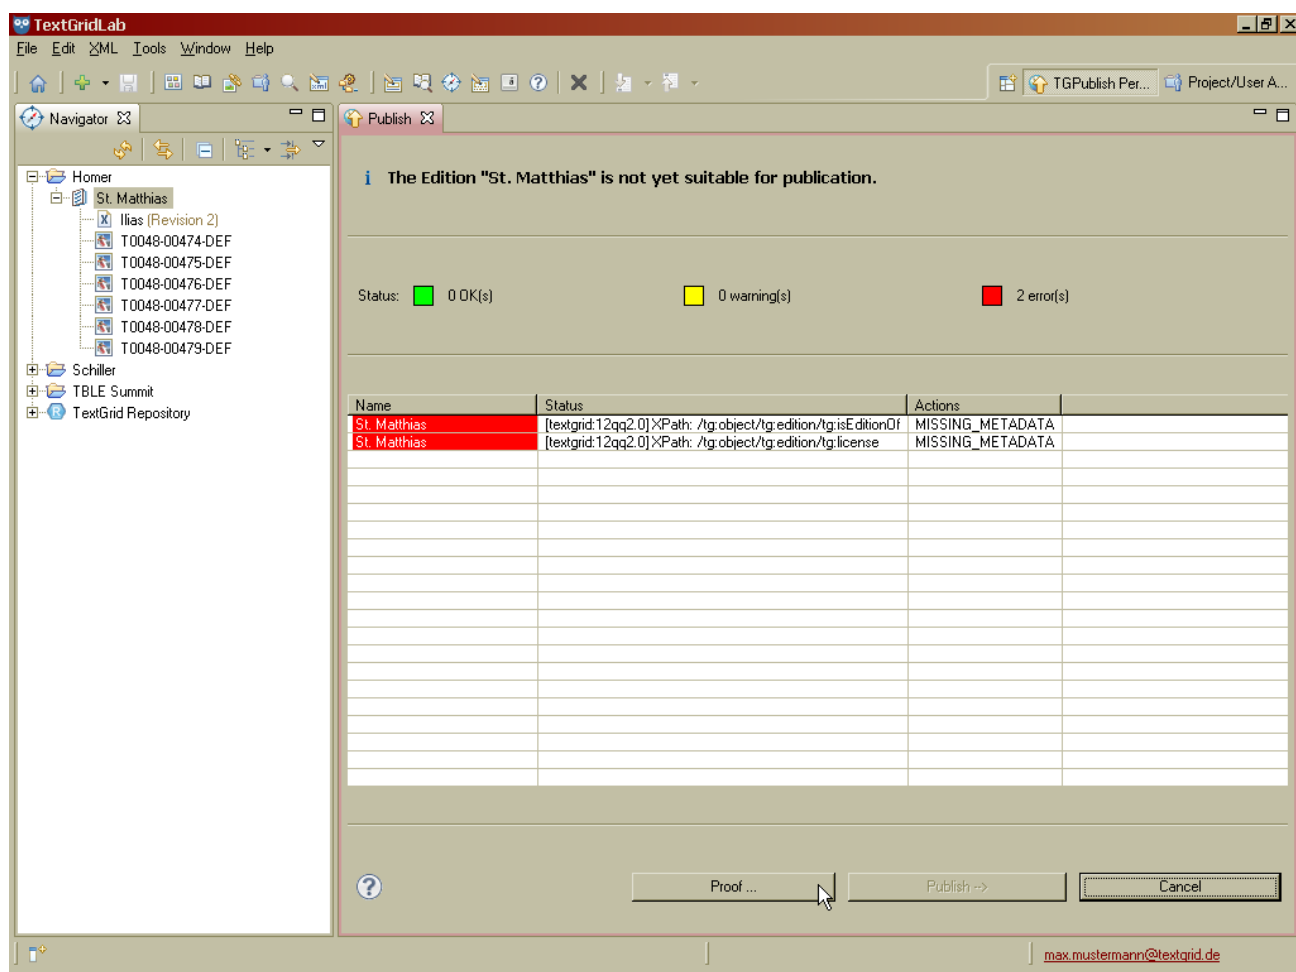 TextGridLab
File Edit XML Tools Window Help
TGPublish Per... Project/User A...
Navigator
Publish
Homer
St. Matthias
Ilias (Revision 2)
T0048-00474-DEF
T0048-00475-DEF
T0048-00476-DEF
T0048-00477-DEF
T0048-00478-DEF
T0048-00479-DEF
Schiller
TBLE Summit
TextGrid Repository
The Edition "St. Matthias" is not yet suitable for publication.
Status: 0 OK(s) 0 warning(s) 2 error(s)
Name Status Actions
St. Matthias [textgrid:12qq2.0] XPath: /tg:object/tg:edition/tg:isEditionOf MISSING_METADATA
St. Matthias [textgrid:12qq2.0] XPath: /tg:object/tg:edition/tg:license MISSING_METADATA
Proof ... Publish --> Cancel
max.mustermann@textgrid.de